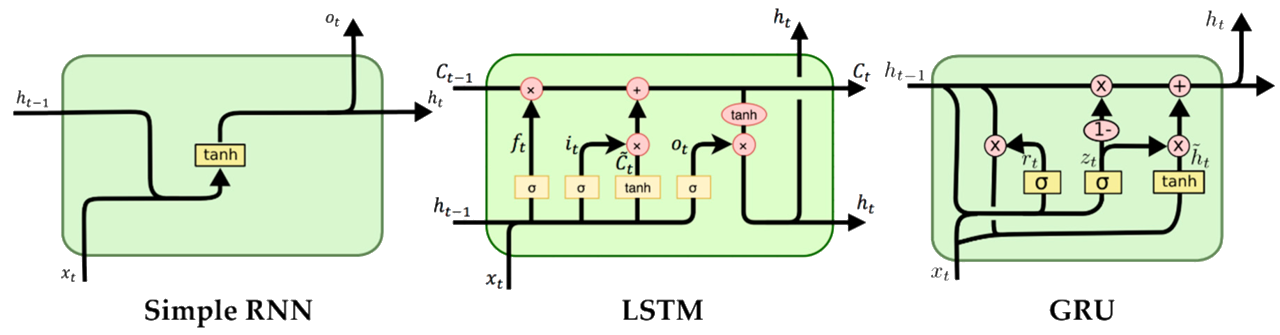 o_t
h_{t-1}
h_t
tanh
x_t
Simple RNN
h_t
C_{t-1}
C_t
×
+
tanh
f_t
i_t
×
C̃_t
o_t
×
σ
σ
tanh
σ
h_{t-1}
h_t
x_t
LSTM
h_t
h_{t-1}
x
+
1-
x
r_t
z_t
x
h̃_t
σ
σ
tanh
x_t
GRU